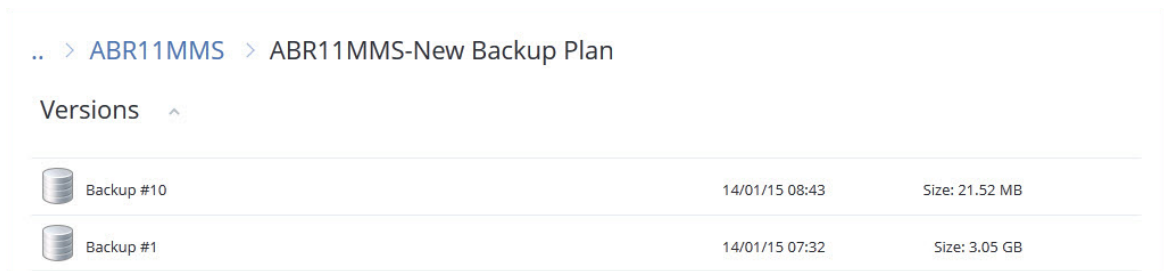 .. > ABR11MMS > ABR11MMS-New Backup Plan
Versions
Backup #10 14/01/15 08:43 Size: 21.52 MB
Backup #1 14/01/15 07:32 Size: 3.05 GB